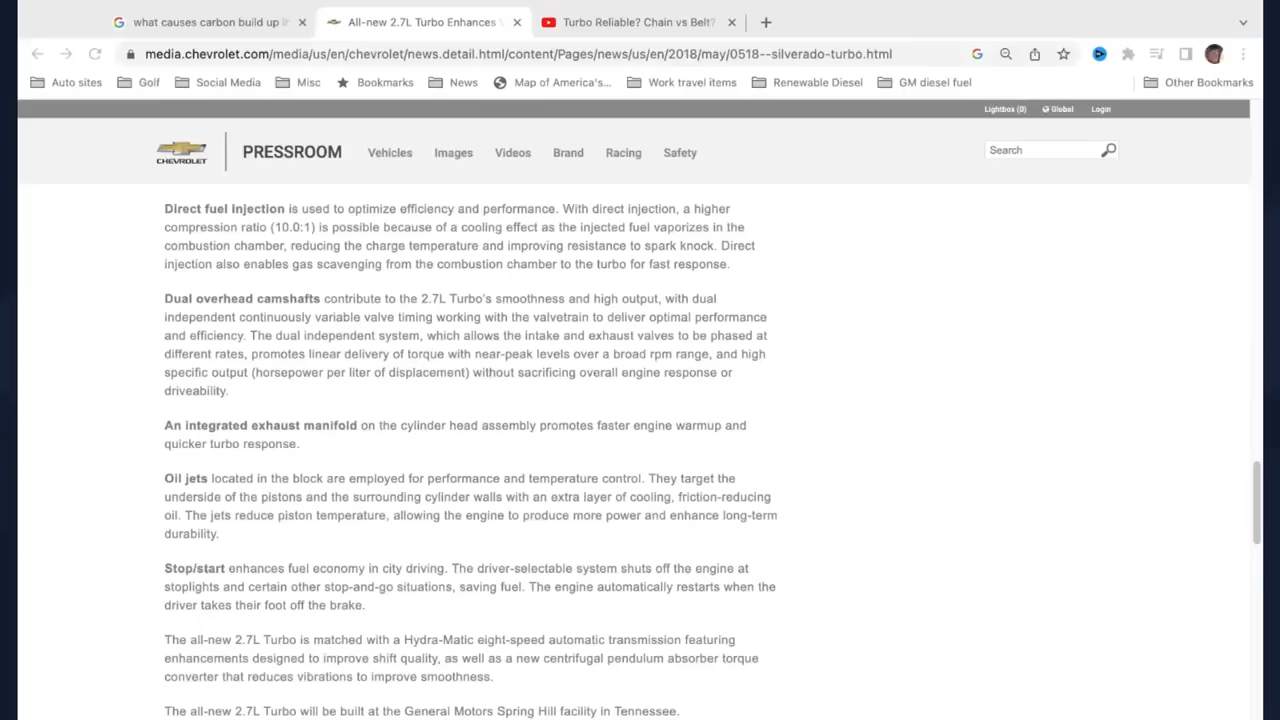 what causes carbon build up i
All-new 2.7L Turbo Enhances
Turbo Reliable? Chain vs Belt?
media.chevrolet.com/media/us/en/chevrolet/news.detail.html/content/Pages/news/us/en/2018/may/0518--silverado-turbo.html
Auto sites Golf Social Media Misc Bookmarks News Map of America's... Work travel items Renewable Diesel GM diesel fuel Other Bookmarks
Lightbox (0) Global Login
CHEVROLET PRESSROOM Vehicles Images Videos Brand Racing Safety Search
Direct fuel injection is used to optimize efficiency and performance. With direct injection, a higher
compression ratio (10.0:1) is possible because of a cooling effect as the injected fuel vaporizes in the
combustion chamber, reducing the charge temperature and improving resistance to spark knock. Direct
injection also enables gas scavenging from the combustion chamber to the turbo for fast response.
Dual overhead camshafts contribute to the 2.7L Turbo's smoothness and high output, with dual
independent continuously variable valve timing working with the valvetrain to deliver optimal performance
and efficiency. The dual independent system, which allows the intake and exhaust valves to be phased at
different rates, promotes linear delivery of torque with near-peak levels over a broad rpm range, and high
specific output (horsepower per liter of displacement) without sacrificing overall engine response or
driveability.
An integrated exhaust manifold on the cylinder head assembly promotes faster engine warmup and
quicker turbo response.
Oil jets located in the block are employed for performance and temperature control. They target the
underside of the pistons and the surrounding cylinder walls with an extra layer of cooling, friction-reducing
oil. The jets reduce piston temperature, allowing the engine to produce more power and enhance long-term
durability.
Stop/start enhances fuel economy in city driving. The driver-selectable system shuts off the engine at
stoplights and certain other stop-and-go situations, saving fuel. The engine automatically restarts when the
driver takes their foot off the brake.
The all-new 2.7L Turbo is matched with a Hydra-Matic eight-speed automatic transmission featuring
enhancements designed to improve shift quality, as well as a new centrifugal pendulum absorber torque
converter that reduces vibrations to improve smoothness.
The all-new 2.7L Turbo will be built at the General Motors Spring Hill facility in Tennessee.